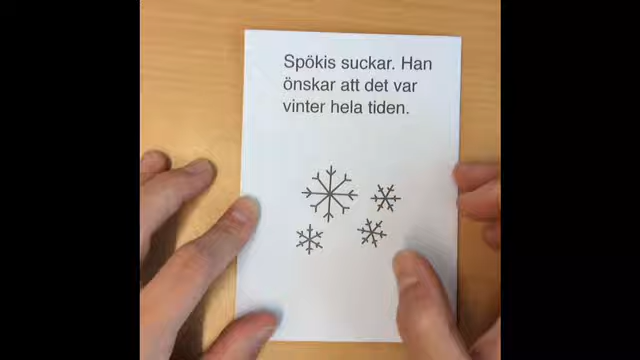 Spökis suckar. Han
önskar att det var
vinter hela tiden.